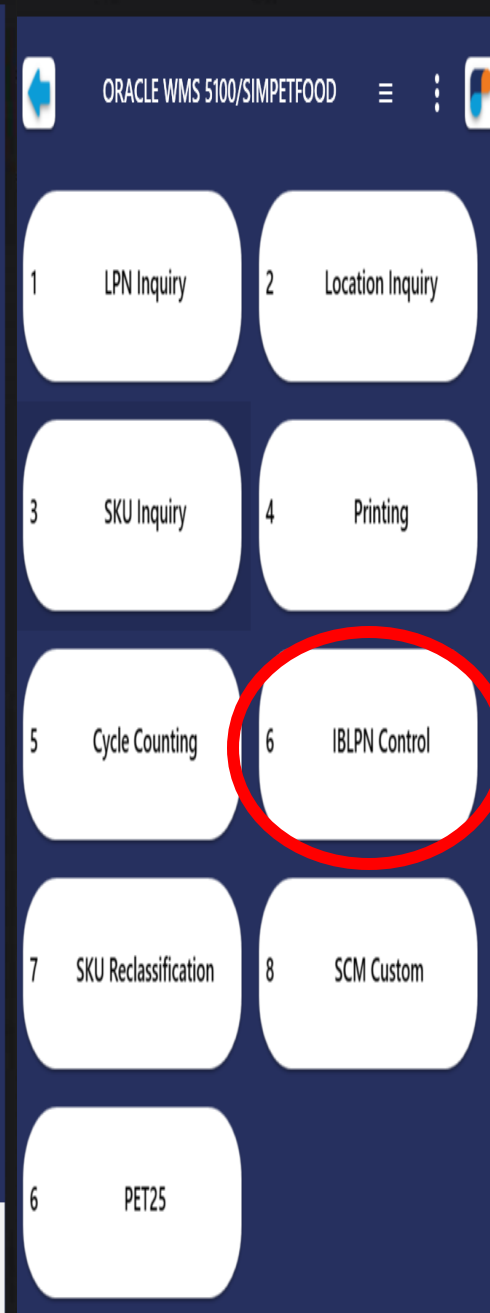 ORACLE WMS 5100/SIMPETFOOD
1 LPN Inquiry
2 Location Inquiry
3 SKU Inquiry
4 Printing
5 Cycle Counting
6 IBLPN Control
7 SKU Reclassification
8 SCM Custom
6 PET25